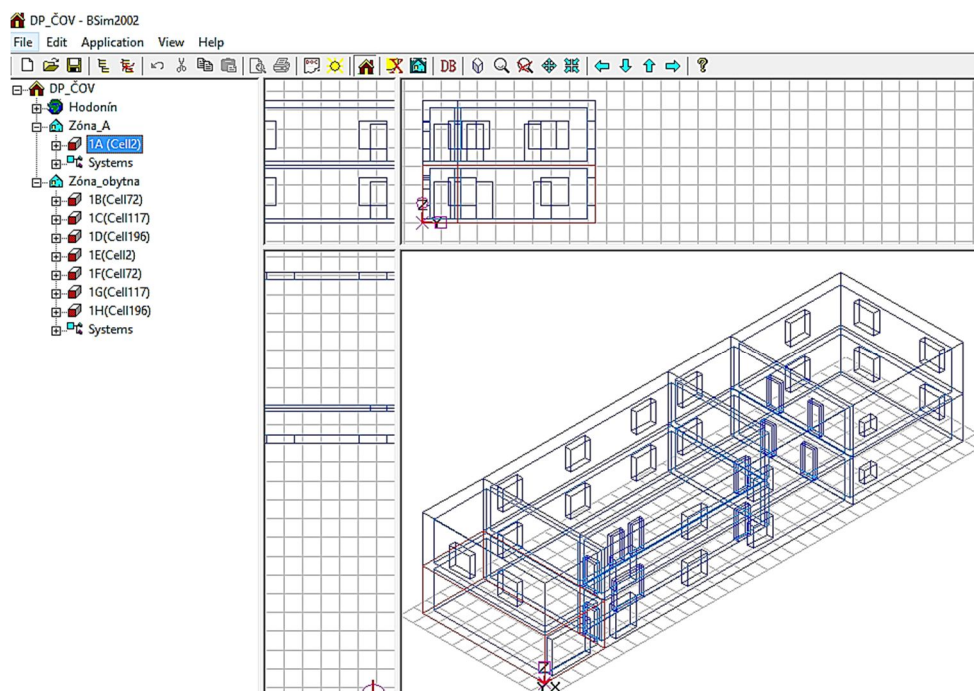 DP_ČOV - BSim2002
File Edit Application View Help
DB
DP_ČOV
Hodonín
Zóna_A
1A (Cell2)
Systems
Zóna_obytna
1B(Cell72)
1C(Cell117)
1D(Cell196)
1E(Cell2)
1F(Cell72)
1G(Cell117)
1H(Cell196)
Systems
Z
Y
Z
Y X